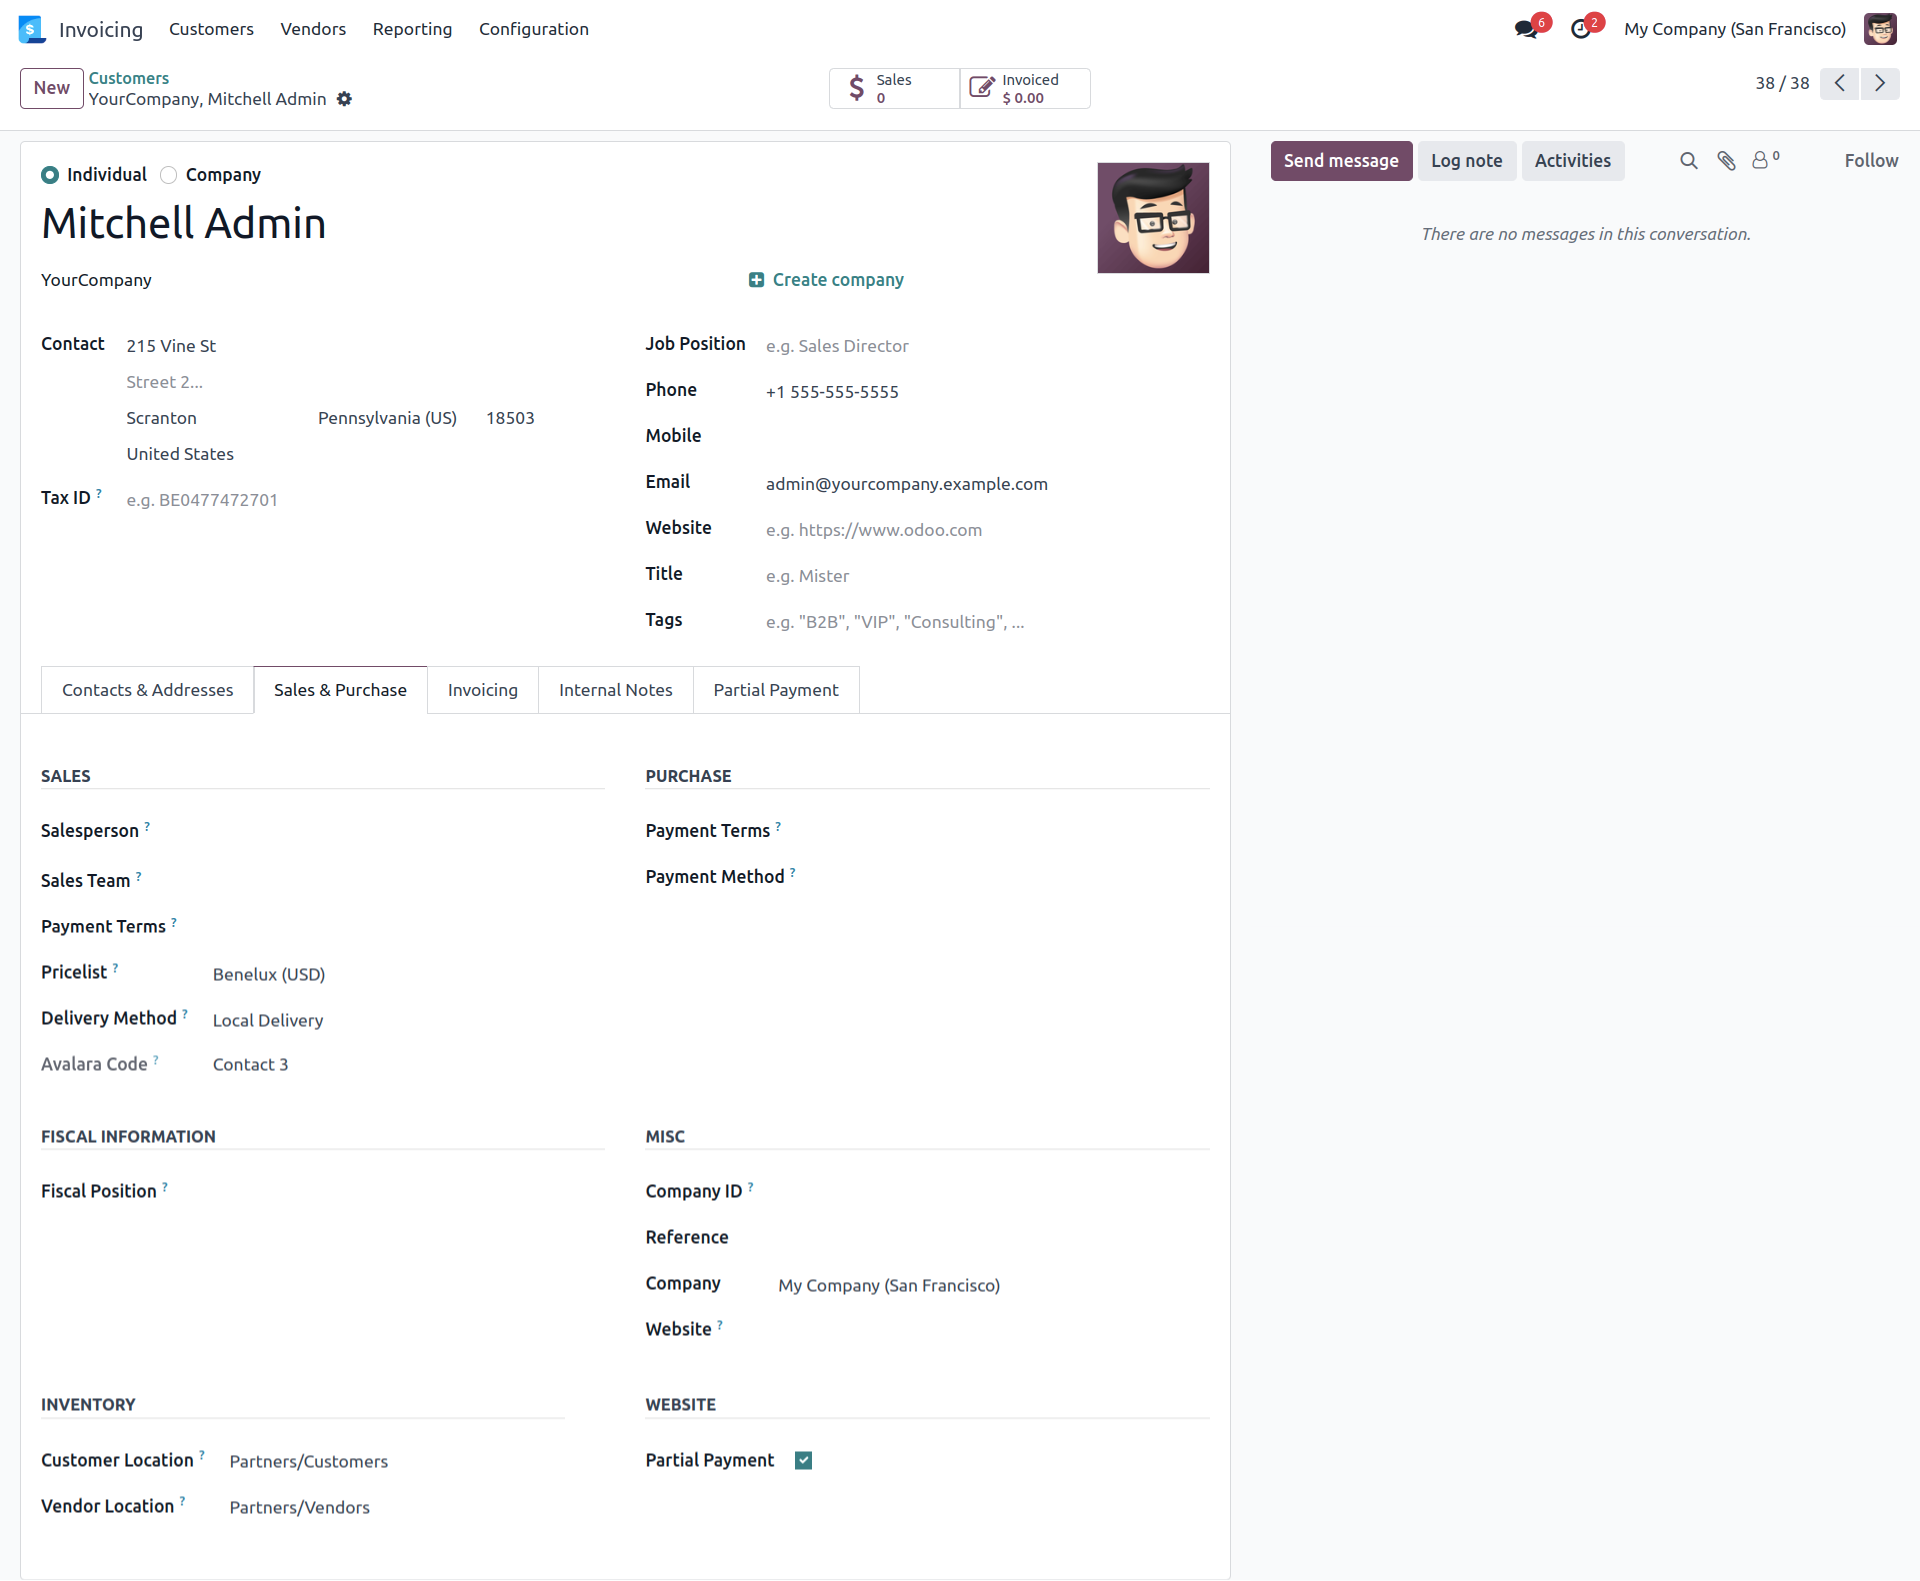 Invoicing Customers Vendors Reporting Configuration 6 2 My Company (San Francisco)
New Customers
YourCompany, Mitchell Admin
Sales
0
Invoiced
$ 0.00
38 / 38
Individual Company
Send message Log note Activities 0 Follow
Mitchell Admin
There are no messages in this conversation.
YourCompany Create company
Contact 215 Vine St
Street 2...
Scranton Pennsylvania (US) 18503
United States
Tax ID ? e.g. BE0477472701
Job Position e.g. Sales Director
Phone +1 555-555-5555
Mobile
Email admin@yourcompany.example.com
Website e.g. https://www.odoo.com
Title e.g. Mister
Tags e.g. "B2B", "VIP", "Consulting", ...
Contacts & Addresses Sales & Purchase Invoicing Internal Notes Partial Payment
SALES
Salesperson ?
Sales Team ?
Payment Terms ?
Pricelist ? Benelux (USD)
Delivery Method ? Local Delivery
Avalara Code ? Contact 3
PURCHASE
Payment Terms ?
Payment Method ?
FISCAL INFORMATION
Fiscal Position ?
MISC
Company ID ?
Reference
Company My Company (San Francisco)
Website ?
INVENTORY
Customer Location ? Partners/Customers
Vendor Location ? Partners/Vendors
WEBSITE
Partial Payment